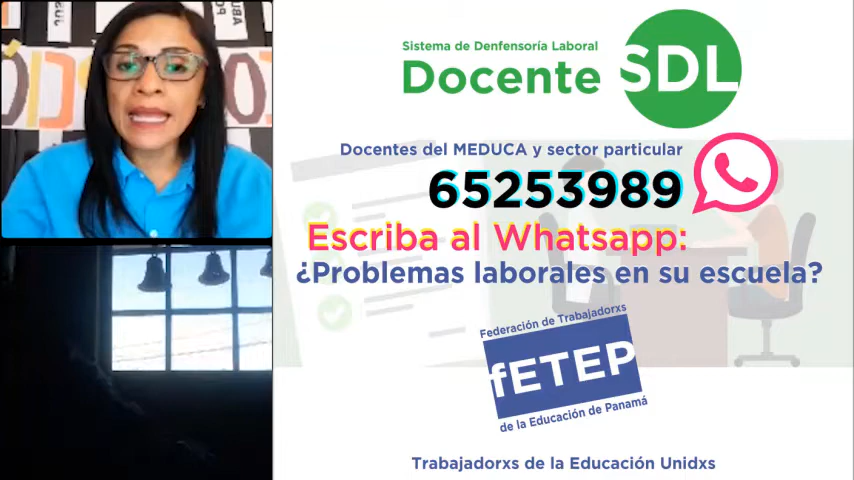 Sistema de Denfensoría Laboral
Docente
SDL
Docentes del MEDUCA y sector particular
65253989
Escriba al Whatsapp:
¿Problemas laborales en su escuela?
Federación de Trabajadorxs
fETEP
de la Educación de Panamá
Trabajadorxs de la Educación Unidxs